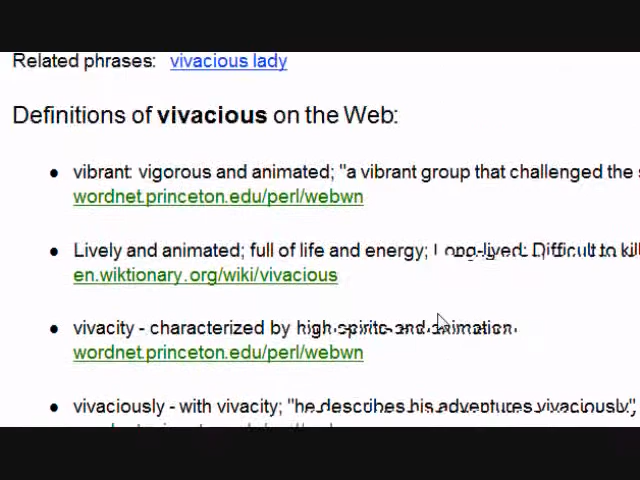 Related phrases: vivacious lady
Definitions of vivacious on the Web:
vibrant: vigorous and animated; "a vibrant group that challenged the
wordnet.princeton.edu/perl/webwn
Lively and animated; full of life and energy; Long-lived; Difficult to kill
en.wiktionary.org/wiki/vivacious
vivacity - characterized by high spirits and animation
wordnet.princeton.edu/perl/webwn
vivaciously - with vivacity; "he describes his adventures vivaciously"